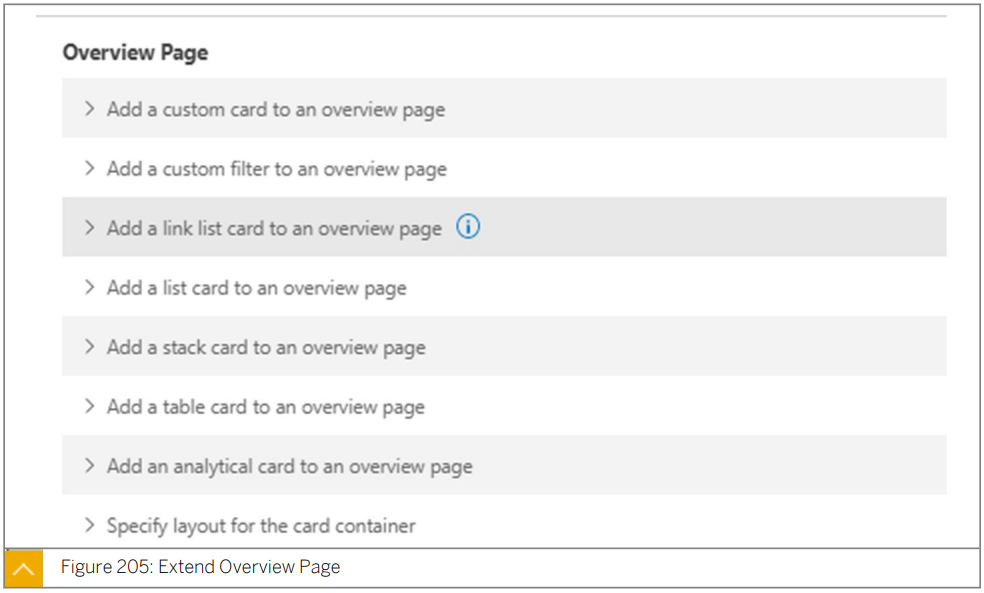 Overview Page
Add a custom card to an overview page
Add a custom filter to an overview page
Add a link list card to an overview page
Add a list card to an overview page
Add a stack card to an overview page
Add a table card to an overview page
Add an analytical card to an overview page
Specify layout for the card container
Figure 205: Extend Overview Page